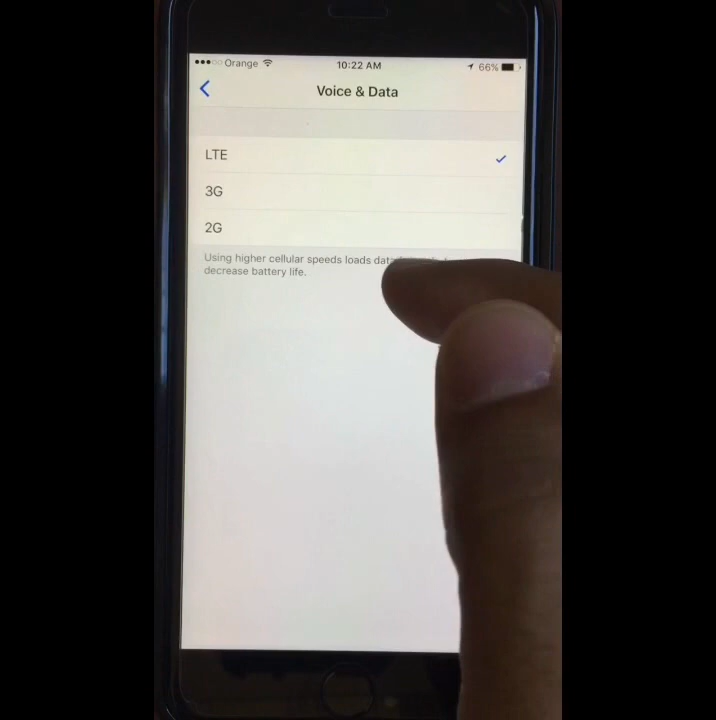 Orange 10:22 AM 66%
Voice & Data
LTE
3G
2G
Using higher cellular speeds loads data
decrease battery life.